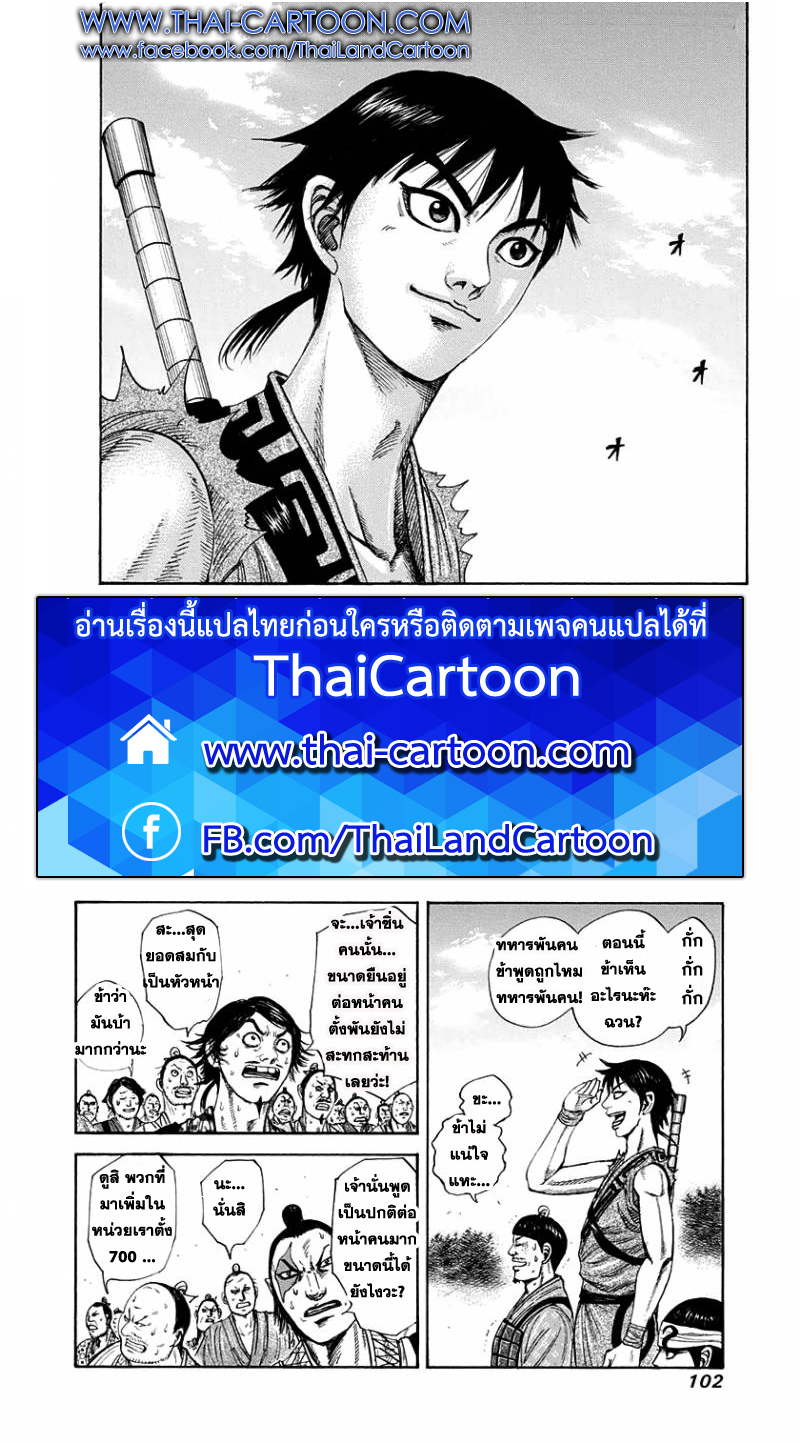 WWW.THAI-CARTOON.COM
www.facebook.com/ThaiLandCartoon
オ
オ
オ
อ่านเรื่องนี้แปลไทยก่อนใครหรือติดตามเพจคนแปลได้ที่
ThaiCartoon
www.thai-cartoon.com
f
FB.com/ThaiLandCartoon
กั่ก
กั่ก
กั่ก
ตอนนี้
ข้าเห็น
อะไรนะห๊ะ
ฉวน?
ทหารพันคน
ข้าพูดถูกไหม
ทหารพันคน!
ขะ...
ข้าไม่
แน่ใจ
แหะ...
จะ...เจ้าซิ่น
คนนั้น...
ขนาดยืนอยู่
ต่อหน้าคน
ตั้งพันยังไม่
สะทกสะท้าน
เลยว่ะ!
สะ...สุด
ยอดสมกับ
เป็นหัวหน้า
ข้าว่า
มันบ้า
มากกว่านะ
เจ้านั่นพูด
เป็นปกติต่อ
หน้าคนมาก
ขนาดนี้ได้
ยังไงวะ?
นะ...
นั่นสิ
ดูสิ พวกที่
มาเพิ่มใน
หน่วยเราตั้ง
700 ...
102